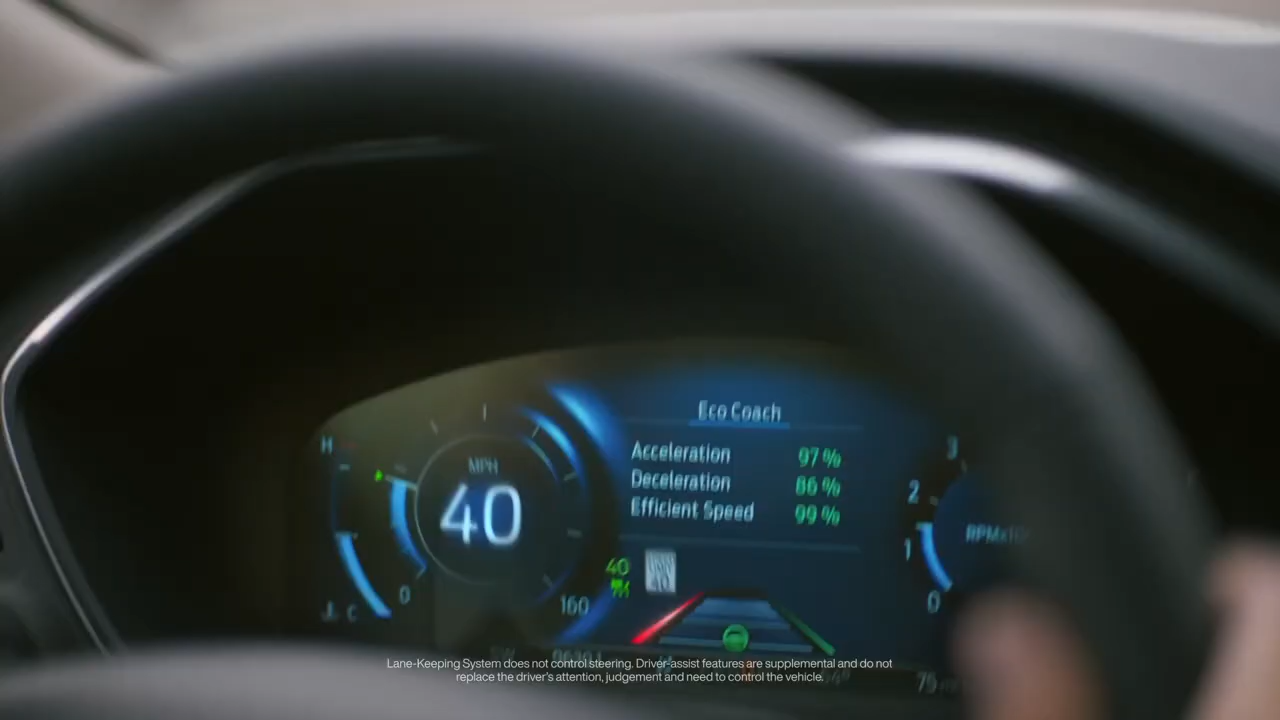 Eco Coach
H
Acceleration 97 %
Deceleration 86 %
Efficient Speed 99 %
MPH
40
3
2
1
0
40
40
0
160
C
Lane-Keeping System does not control steering. Driver-assist features are supplemental and do not
replace the driver's attention, judgement and need to control the vehicle.
75